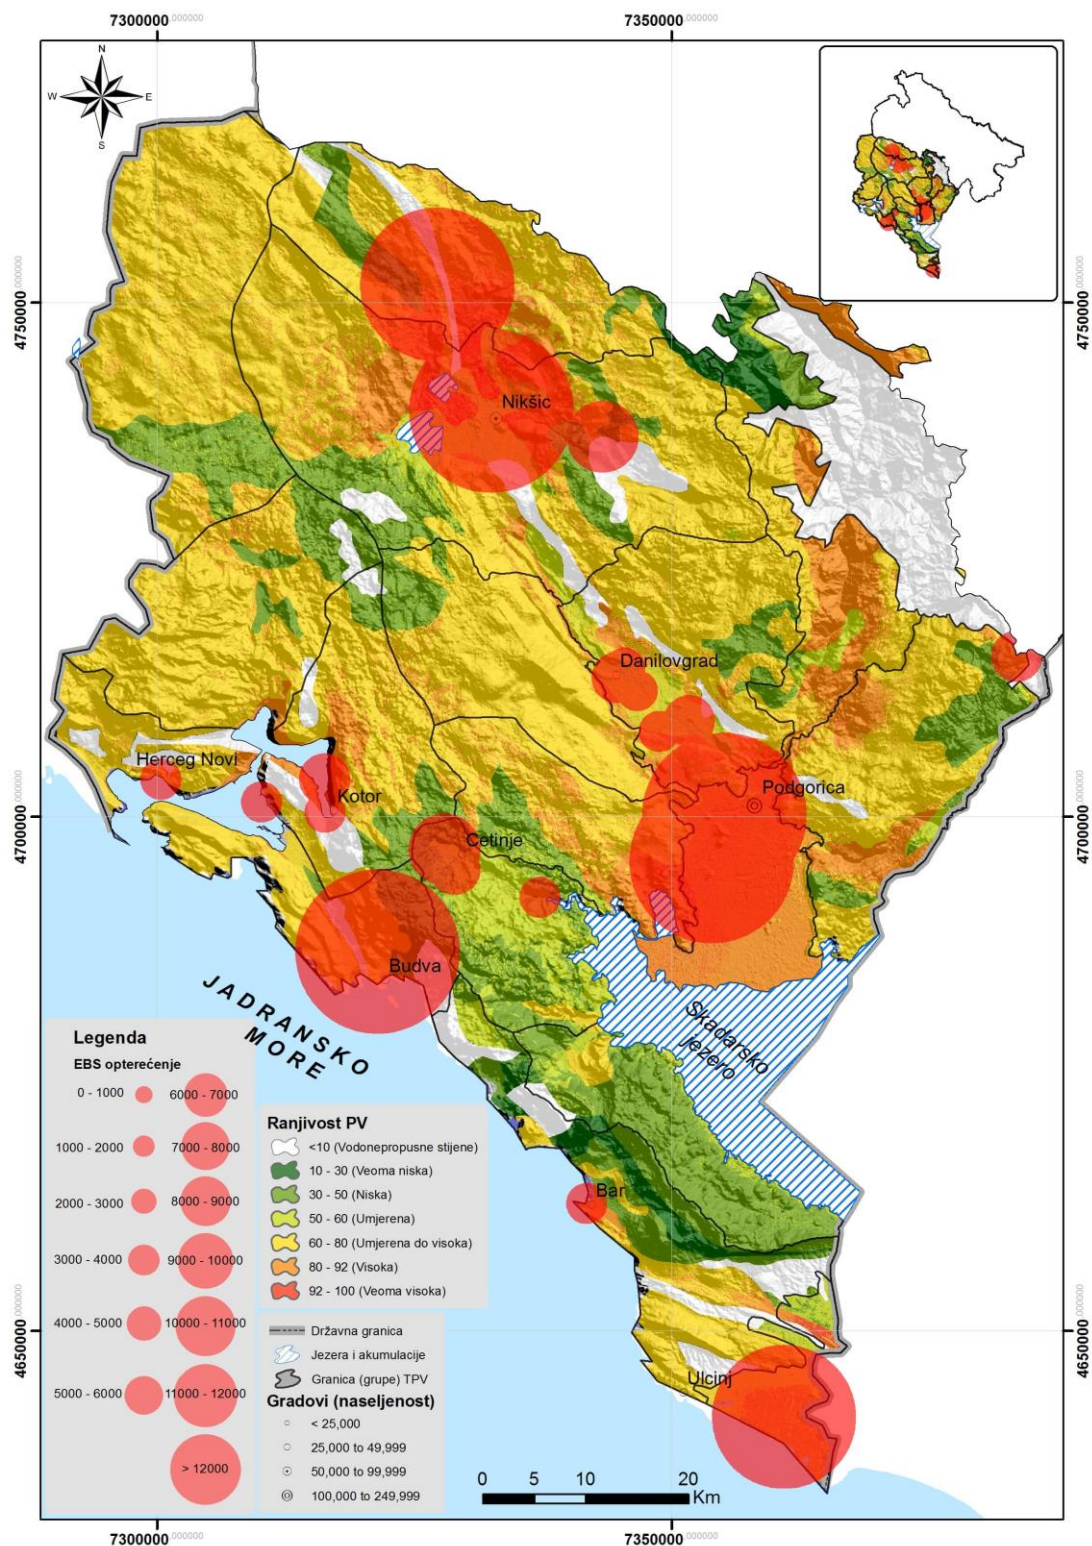 7300000,000000
7350000,000000
N
W
E
S
4750000,000000
4750000,000000
Nikšic
Danilovgrad
Herceg Novi
Kotor
Podgorica
4700000,000000
4700000,000000
Cetinje
Budva
JADRANSKO
MORE
Skadarsko
jezero
Bar
Ulcinj
4650000,000000
4650000,000000
Legenda
EBS opterećenje
0 - 1000
6000 - 7000
1000 - 2000
7000 - 8000
2000 - 3000
8000 - 9000
3000 - 4000
9000 - 10000
4000 - 5000
10000 - 11000
5000 - 6000
11000 - 12000
> 12000
Ranjivost PV
<10 (Vodonepropusne stijene)
10 - 30 (Veoma niska)
30 - 50 (Niska)
50 - 60 (Umjerena)
60 - 80 (Umjerena do visoka)
80 - 92 (Visoka)
92 - 100 (Veoma visoka)
Državna granica
Jezera i akumulacije
Granica (grupe) TPV
Gradovi (naseljenost)
< 25,000
25,000 to 49,999
50,000 to 99,999
100,000 to 249,999
0 5 10 20
Km
7300000,000000
7350000,000000